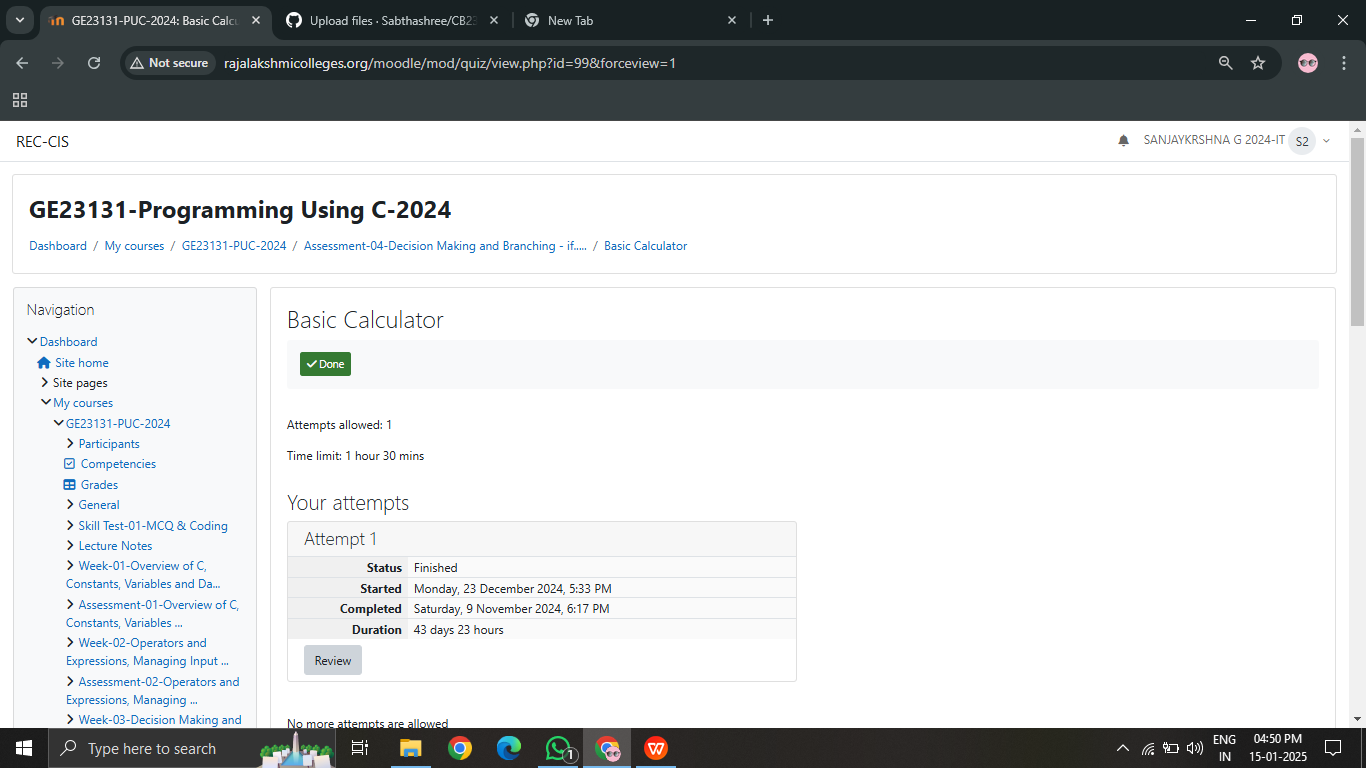 GE23131-PUC-2024: Basic Calcu
Upload files · Sabthashree/CB23
New Tab
Not secure
rajalakshmicolleges.org/moodle/mod/quiz/view.php?id=99&forceview=1
REC-CIS
SANJAYKRSHNA G 2024-IT S2
GE23131-Programming Using C-2024
Dashboard / My courses / GE23131-PUC-2024 / Assessment-04-Decision Making and Branching - if..... / Basic Calculator
Navigation
Dashboard
Site home
Site pages
My courses
GE23131-PUC-2024
Participants
Competencies
Grades
General
Skill Test-01-MCQ & Coding
Lecture Notes
Week-01-Overview of C,
Constants, Variables and Da...
Assessment-01-Overview of C,
Constants, Variables ...
Week-02-Operators and
Expressions, Managing Input ...
Assessment-02-Operators and
Expressions, Managing ...
Week-03-Decision Making and
Basic Calculator
Done
Attempts allowed: 1
Time limit: 1 hour 30 mins
Your attempts
Attempt 1
Status Finished
Started Monday, 23 December 2024, 5:33 PM
Completed Saturday, 9 November 2024, 6:17 PM
Duration 43 days 23 hours
Review
No more attempts are allowed
Type here to search
1
ENG
IN
04:50 PM
15-01-2025